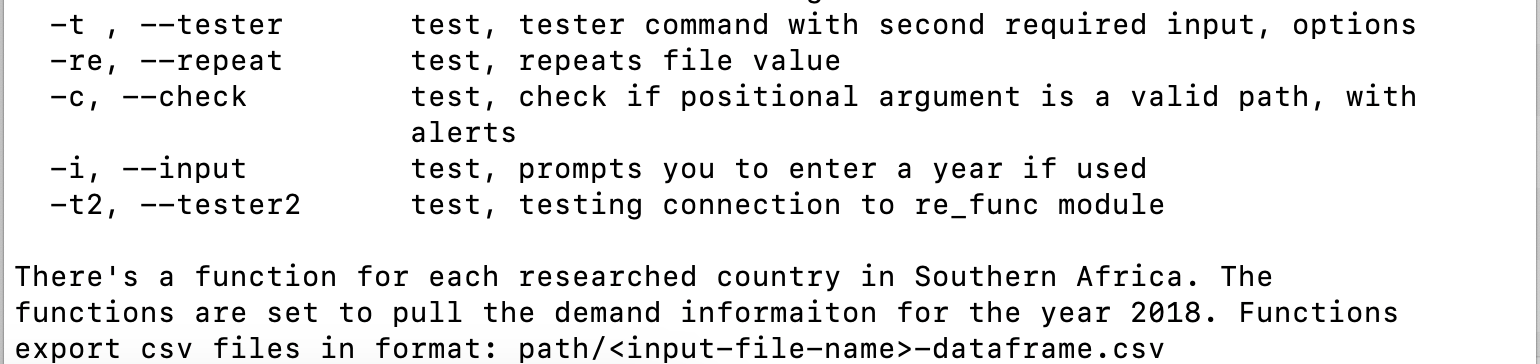 -t , --tester test, tester command with second required input, options
-re, --repeat test, repeats file value
-c, --check test, check if positional argument is a valid path, with
alerts
-i, --input test, prompts you to enter a year if used
-t2, --tester2 test, testing connection to re_func module
There's a function for each researched country in Southern Africa. The
functions are set to pull the demand informaiton for the year 2018. Functions
export csv files in format: path/<input-file-name>-dataframe.csv